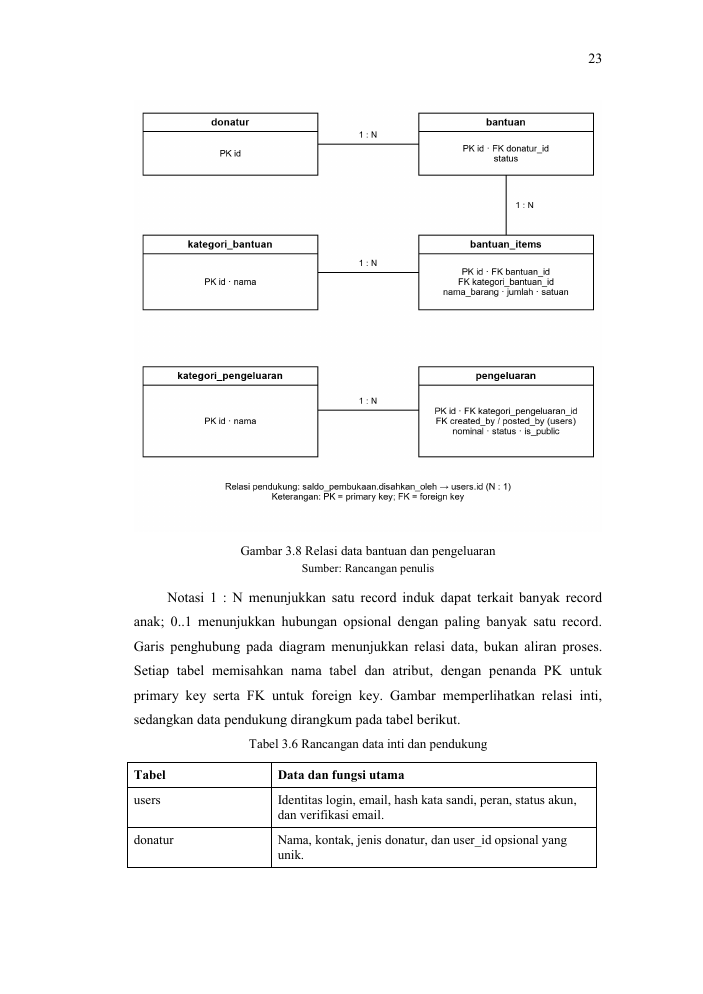 23
donatur
PK id
1 : N
bantuan
PK id · FK donatur_id
status
1 : N
kategori_bantuan
PK id · nama
1 : N
bantuan_items
PK id · FK bantuan_id
FK kategori_bantuan_id
nama_barang · jumlah · satuan
kategori_pengeluaran
PK id · nama
1 : N
pengeluaran
PK id · FK kategori_pengeluaran_id
FK created_by / posted_by (users)
nominal · status · is_public
Relasi pendukung: saldo_pembukaan.disahkan_oleh → users.id (N : 1)
Keterangan: PK = primary key; FK = foreign key
Gambar 3.8 Relasi data bantuan dan pengeluaran
Sumber: Rancangan penulis
Notasi 1 : N menunjukkan satu record induk dapat terkait banyak record
anak; 0..1 menunjukkan hubungan opsional dengan paling banyak satu record.
Garis penghubung pada diagram menunjukkan relasi data, bukan aliran proses.
Setiap tabel memisahkan nama tabel dan atribut, dengan penanda PK untuk
primary key serta FK untuk foreign key. Gambar memperlihatkan relasi inti,
sedangkan data pendukung dirangkum pada tabel berikut.
Tabel 3.6 Rancangan data inti dan pendukung
Tabel
Data dan fungsi utama
users
Identitas login, email, hash kata sandi, peran, status akun,
dan verifikasi email.
donatur
Nama, kontak, jenis donatur, dan user_id opsional yang
unik.